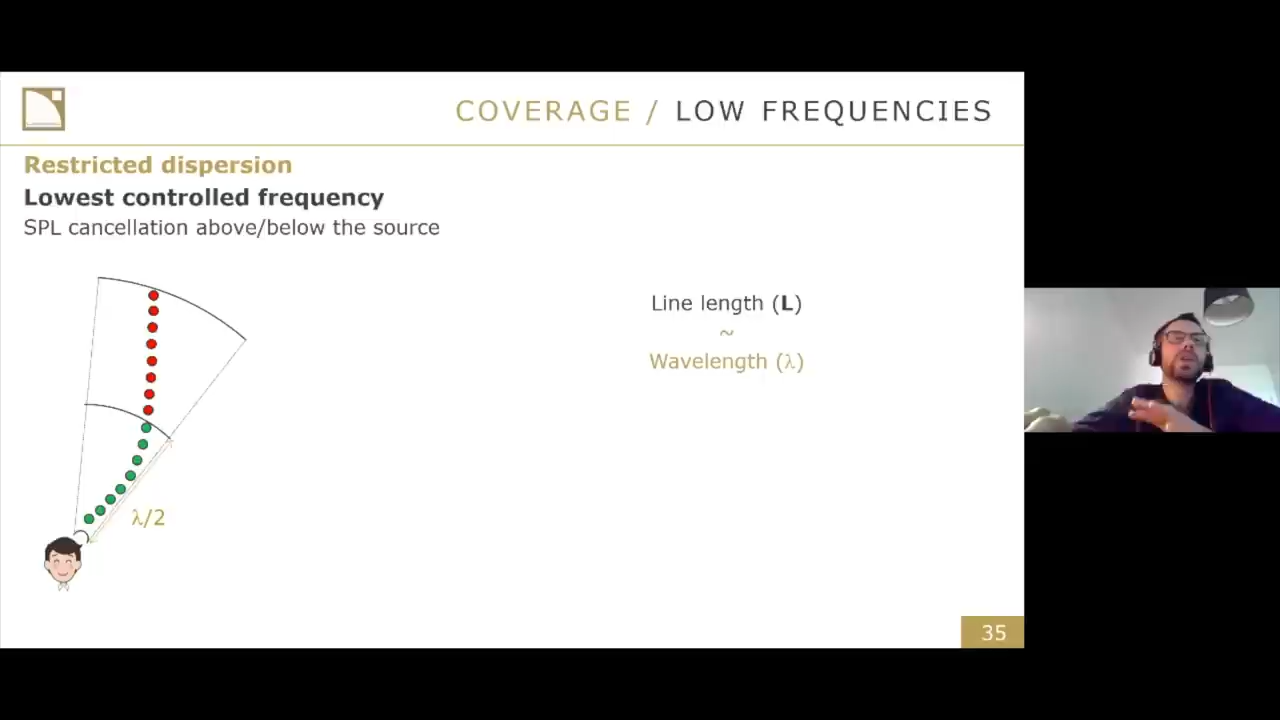 COVERAGE / LOW FREQUENCIES
Restricted dispersion
Lowest controlled frequency
SPL cancellation above/below the source
Line length (L)
~
Wavelength (λ)
λ/2
35